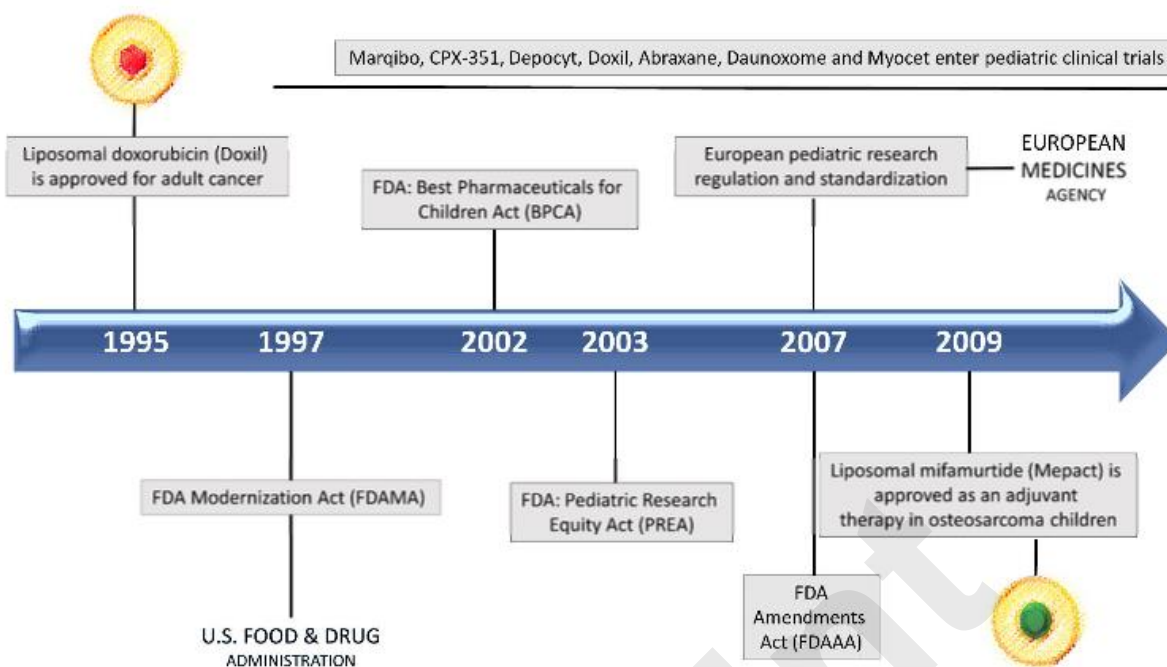 Marqibo, CPX-351, Depocyt, Doxil, Abraxane, Daunoxome and Myocet enter pediatric clinical trials
Liposomal doxorubicin (Doxil)
is approved for adult cancer
FDA: Best Pharmaceuticals for
Children Act (BPCA)
European pediatric research
regulation and standardization
EUROPEAN
MEDICINES
AGENCY
1995
1997
2002
2003
2007
2009
FDA Modernization Act (FDAMA)
U.S. FOOD & DRUG
ADMINISTRATION
FDA: Pediatric Research
Equity Act (PREA)
FDA
Amendments
Act (FDAAA)
Liposomal mifamurtide (Mepact) is
approved as an adjuvant
therapy in osteosarcoma children